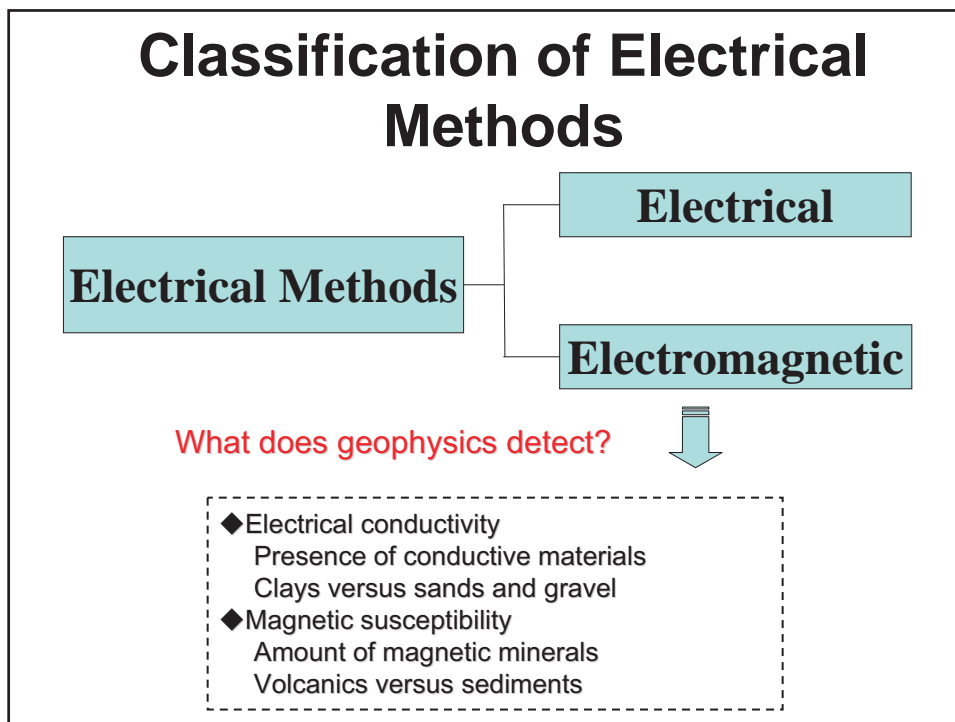 Classification of Electrical
Methods
Electrical
Electrical Methods
Electromagnetic
What does geophysics detect?
◆Electrical conductivity
Presence of conductive materials
Clays versus sands and gravel
◆Magnetic susceptibility
Amount of magnetic minerals
Volcanics versus sediments